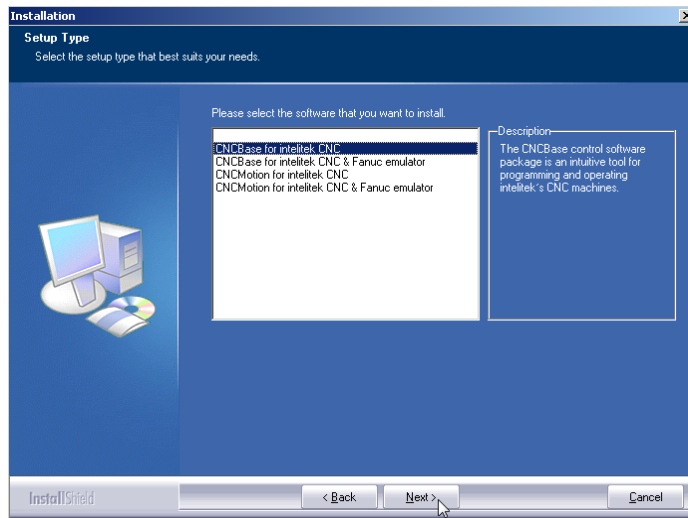 Installation
Setup Type
Select the setup type that best suits your needs.
Please select the software that you want to install.
CNCBase for intelitek CNC
CNCBase for intelitek CNC & Fanuc emulator
CNCMotion for intelitek CNC
CNCMotion for intelitek CNC & Fanuc emulator
Description
The CNCBase control software
package is an intuitive tool for
programming and operating
intelitek's CNC machines.
InstallShield
< Back
Next >
Cancel